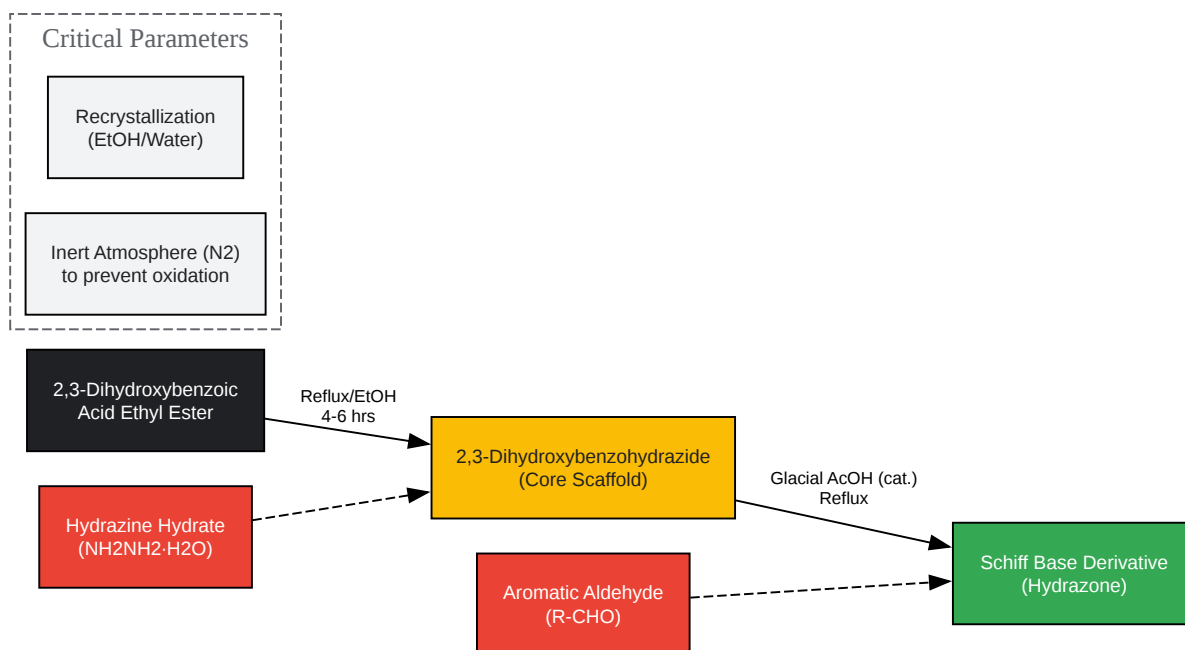 Critical Parameters
Recrystallization
(EtOH/Water)
Inert Atmosphere (N2)
to prevent oxidation
2,3-Dihydroxybenzoic
Acid Ethyl Ester
Reflux/EtOH
4-6 hrs
2,3-Dihydroxybenzohydrazide
(Core Scaffold)
Hydrazine Hydrate
(NH2NH2·H2O)
Glacial AcOH (cat.)
Reflux
Aromatic Aldehyde
(R-CHO)
Schiff Base Derivative
(Hydrazone)